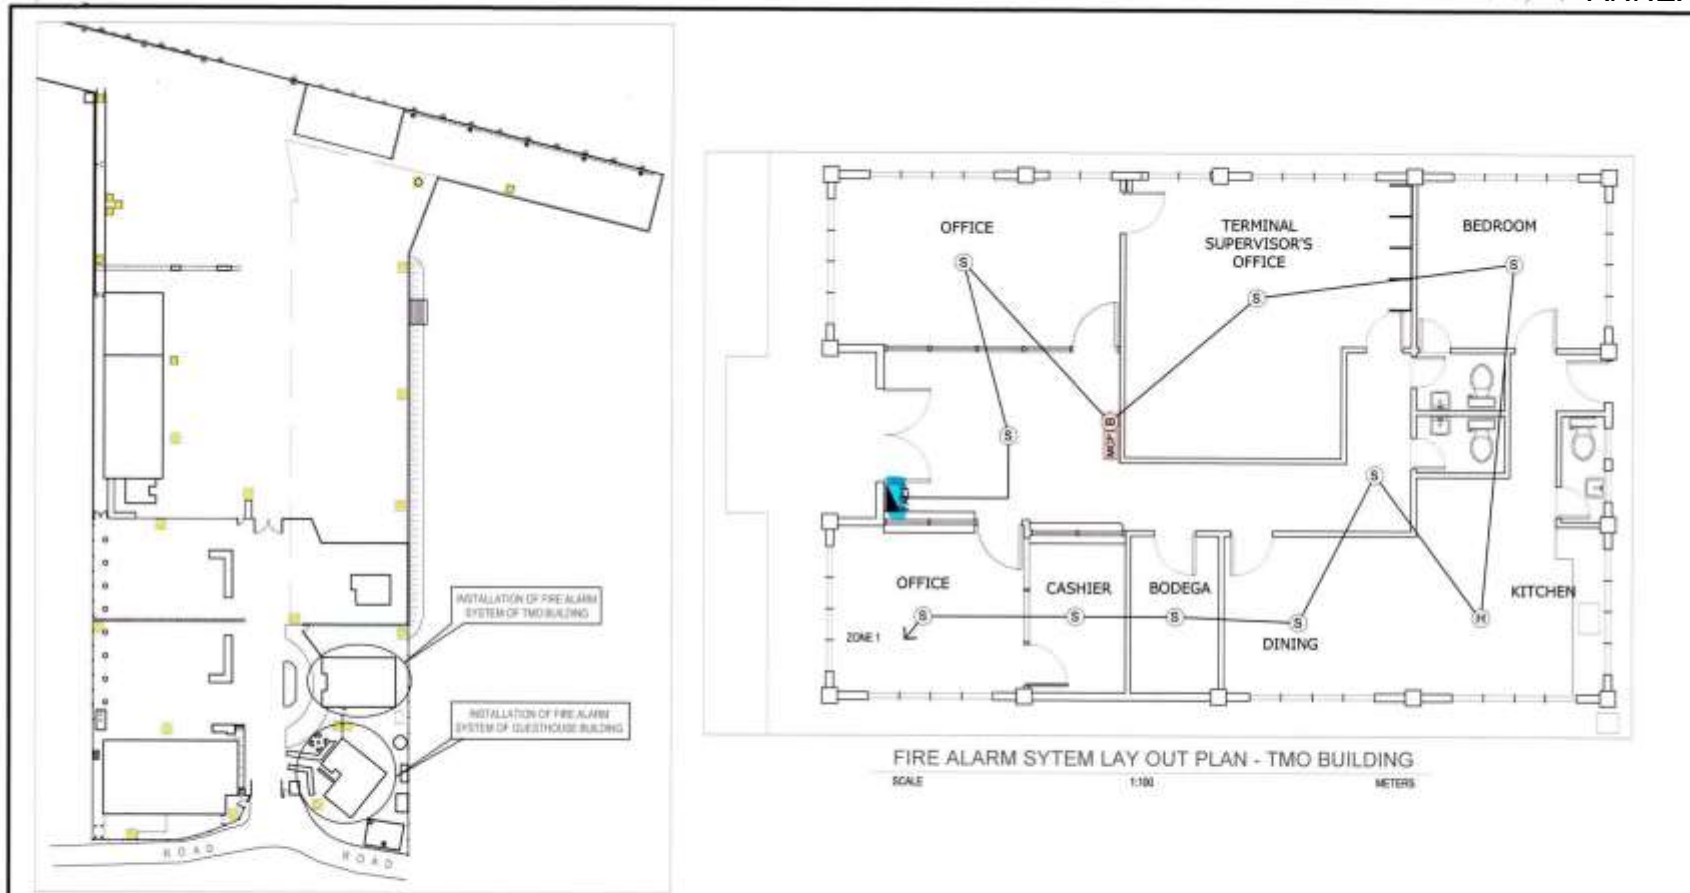 INSTALLATION OF FIRE ALARM
SYSTEM OF TMO BUILDING
INSTALLATION OF FIRE ALARM
SYSTEM OF GUESTHOUSE BUILDING
ROAD
ROAD
OFFICE
S
TERMINAL
SUPERVISOR'S
OFFICE
S
BEDROOM
S
B
MCP
S
S
OFFICE
S
ZONE 1
CASHIER
S
BODEGA
S
S
DINING
H
KITCHEN
FIRE ALARM SYTEM LAY OUT PLAN - TMO BUILDING
SCALE 1:100 METERS